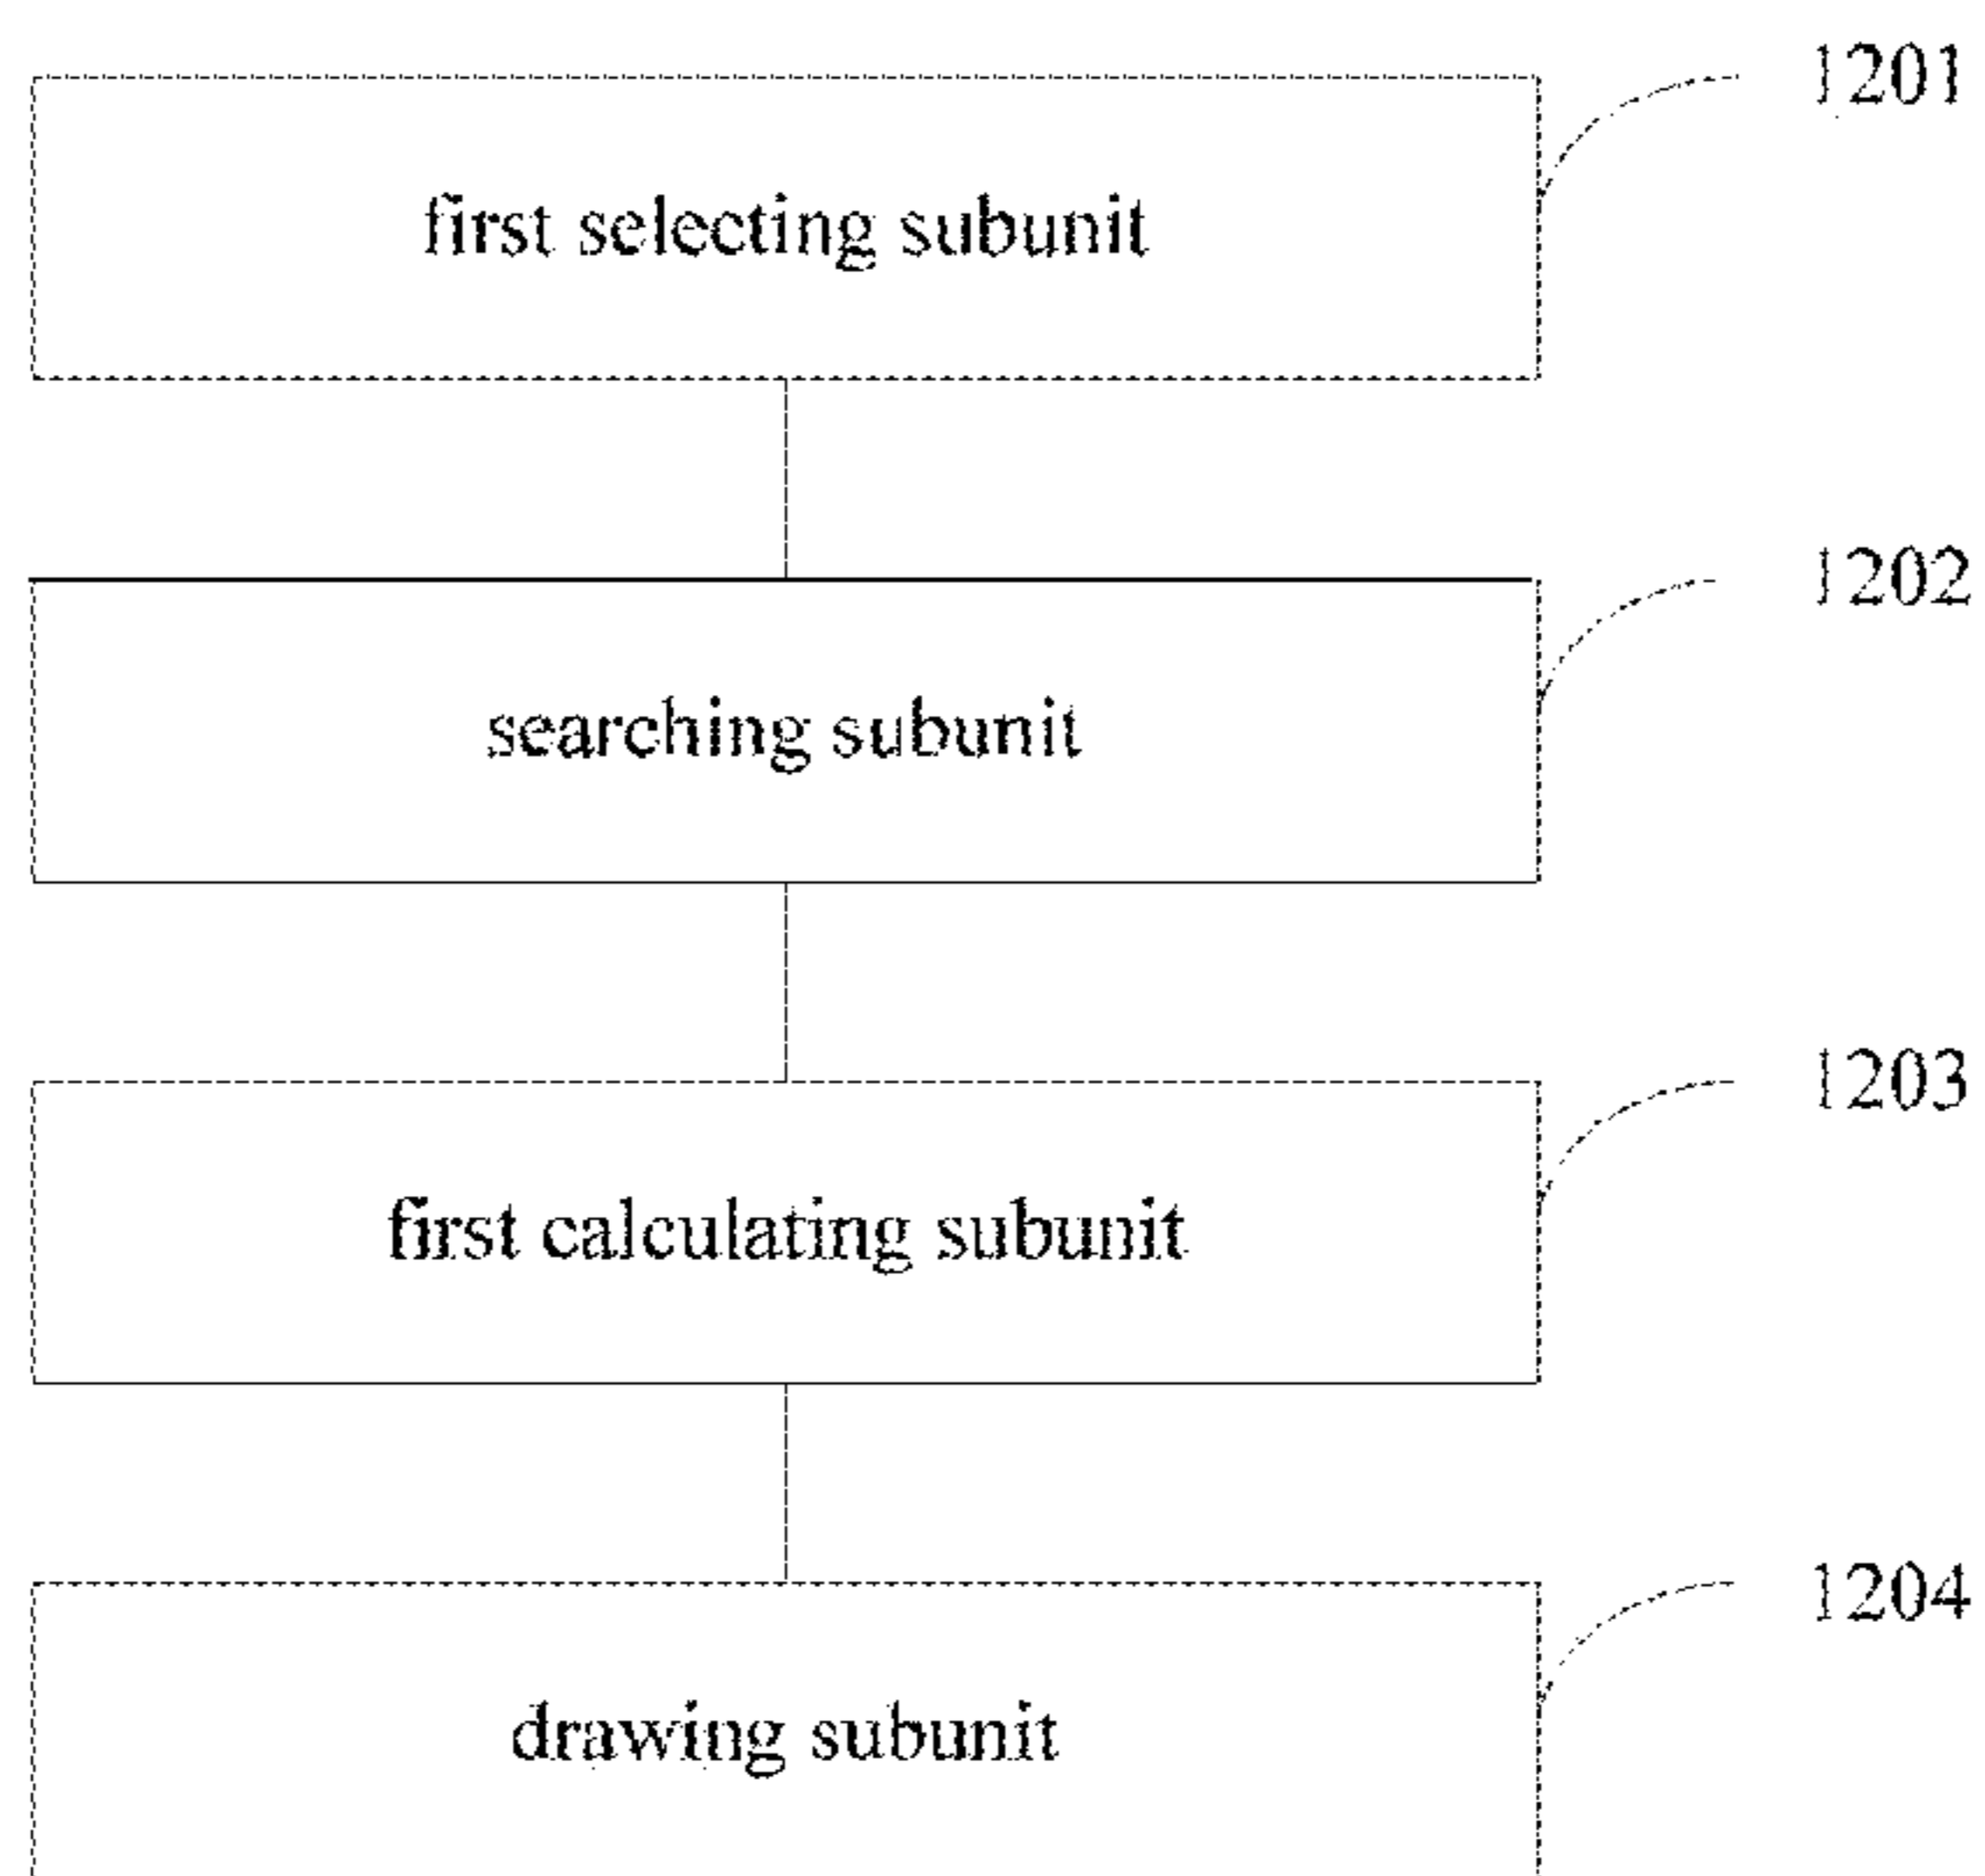 1201
first selecting subunit
1202
searching subunit
1203
first calculating subunit
1204
drawing subunit